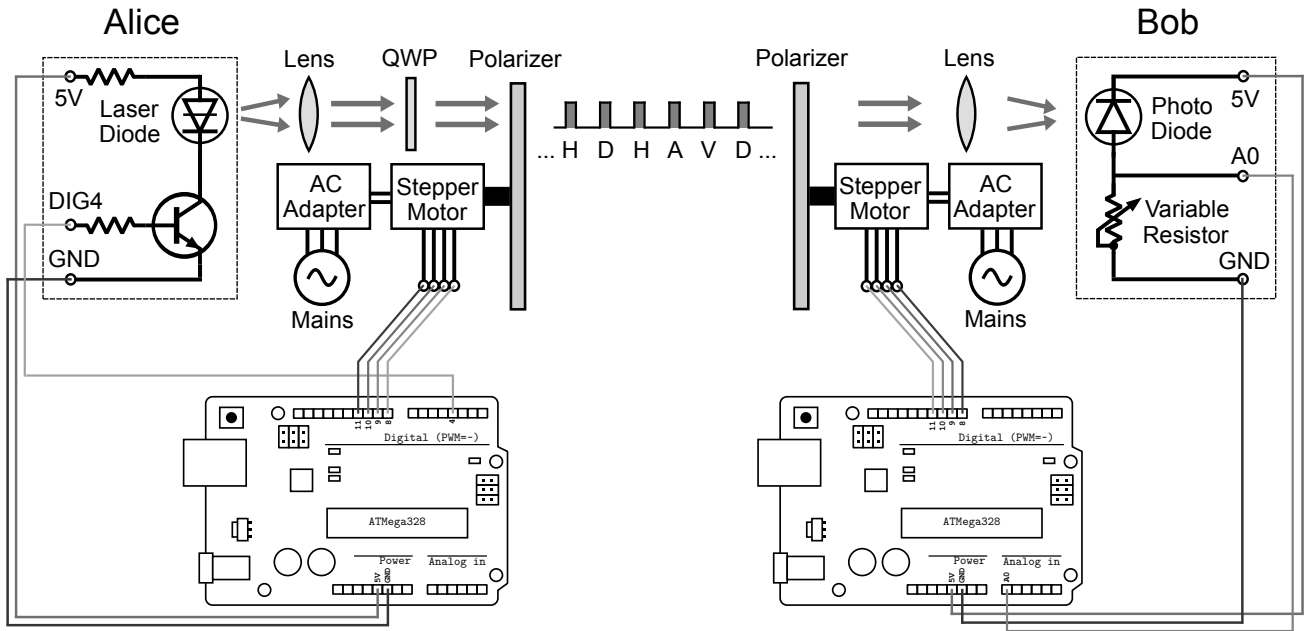 Alice
Bob
Lens
QWP
Polarizer
Polarizer
Lens
5V
Laser
Diode
DIG4
GND
AC
Adapter
Stepper
Motor
Mains
... H D H A V D ...
Stepper
Motor
AC
Adapter
Mains
Photo
Diode
5V
A0
Variable
Resistor
GND
11
10
9
8
4
Digital (PWM=~)
ATMega328
Power
Analog in
5V
GND
11
10
9
8
Digital (PWM=~)
ATMega328
Power
Analog in
5V
GND
A0